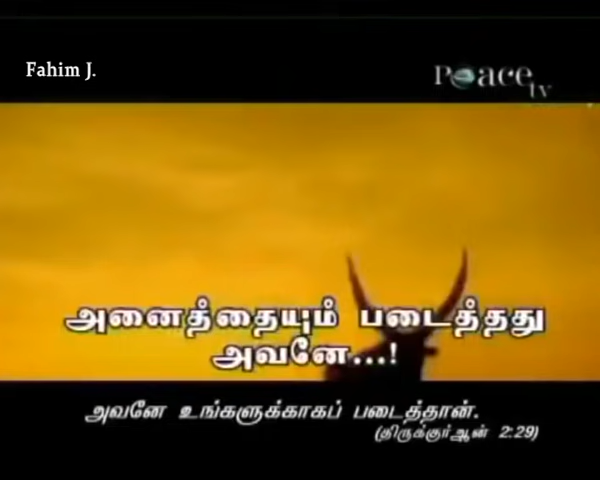 Fahim J.
Peace tv
அனைத்தையும் படைத்தது
அவனே...!
அவனே உங்களுக்காகப் படைத்தான்.
(திருக்குர்ஆன் 2:29)